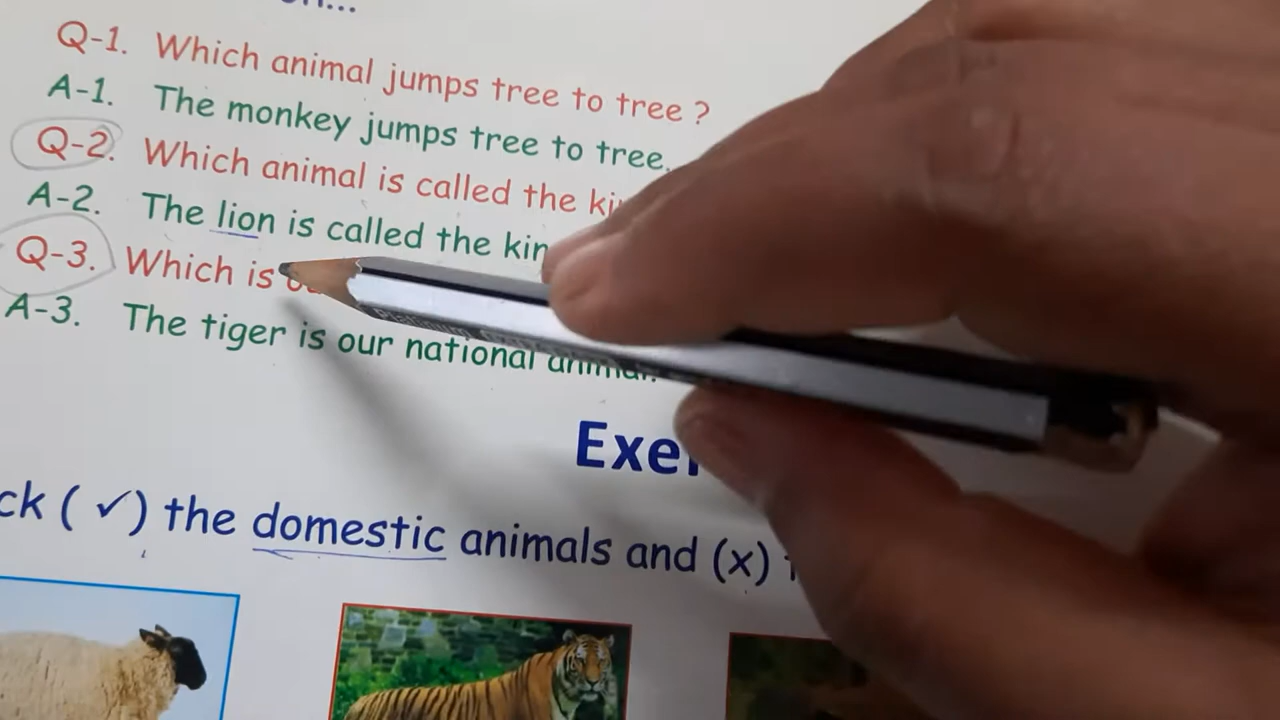 Q-1. Which animal jumps tree to tree ?
A-1. The monkey jumps tree to tree.
Q-2. Which animal is called the
A-2. The lion is called the
Q-3. Which is
A-3. The tiger is our national animal.
( ✓ ) the domestic animals and (x)
Platinum